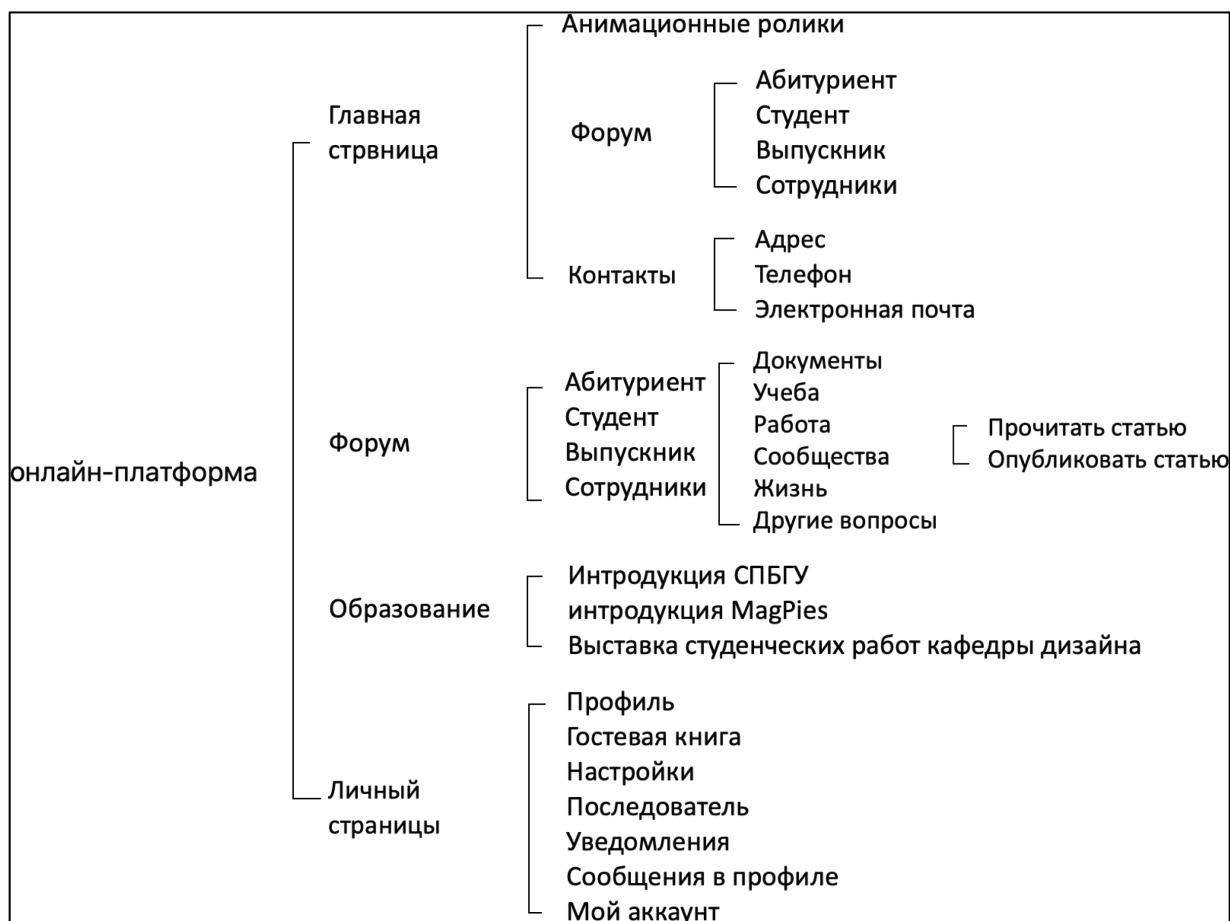 онлайн-платформа
Главная
стрвница
Анимационные ролики
Форум
Абитуриент
Студент
Выпускник
Сотрудники
Контакты
Адрес
Телефон
Электронная почта
Форум
Абитуриент
Студент
Выпускник
Сотрудники
Документы
Учеба
Работа
Сообщества
Жизнь
Другие вопросы
Прочитать статью
Опубликовать статью
Образование
Интродукция СПБГУ
интродукция MagPies
Выставка студенческих работ кафедры дизайна
Личный
страницы
Профиль
Гостевая книга
Настройки
Последователь
Уведомления
Сообщения в профиле
Мой аккаунт